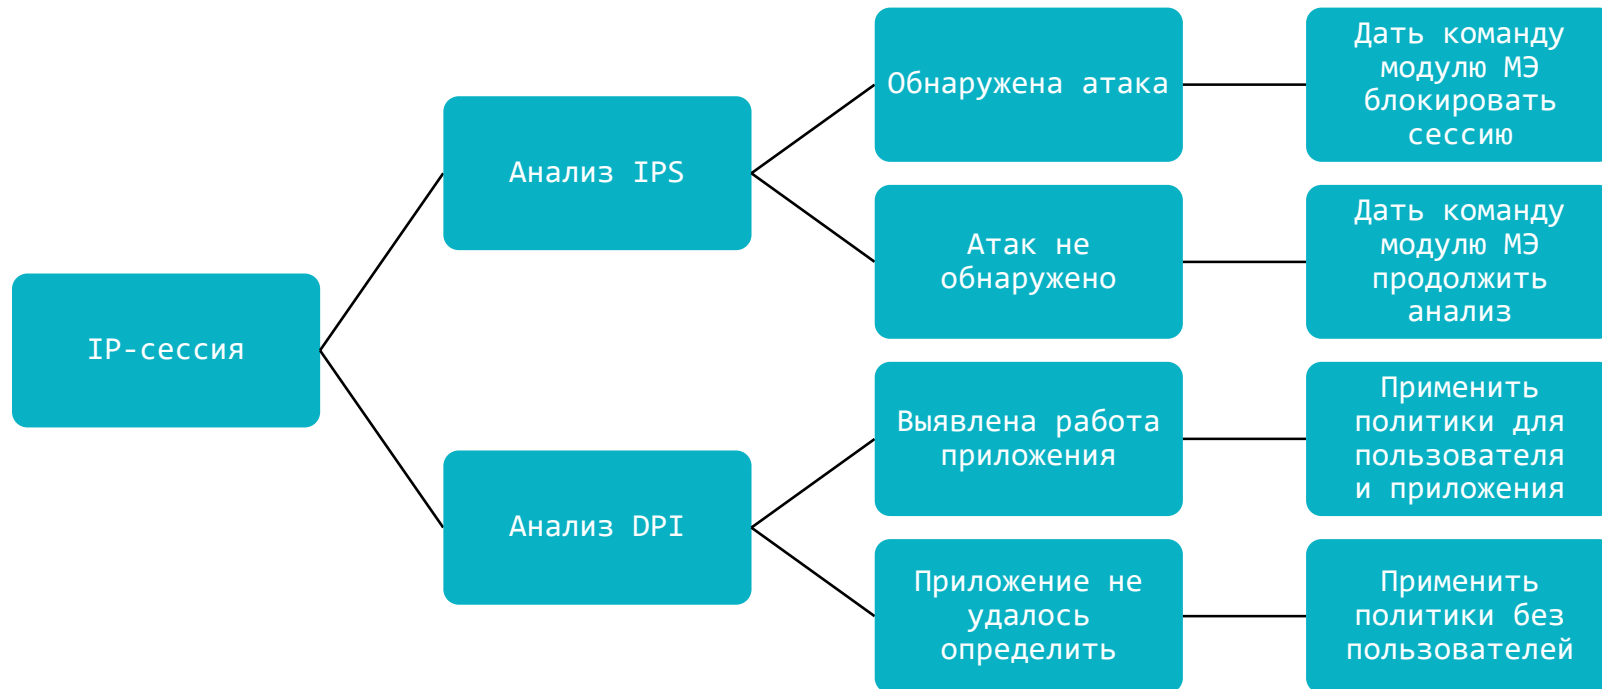 IP-сессия
Анализ IPS
Обнаружена атака
Дать команду
модулю МЭ
блокировать
сессию
Атак не
обнаружено
Дать команду
модулю МЭ
продолжить
анализ
Анализ DPI
Выявлена работа
приложения
Применить
политики для
пользователя
и приложения
Приложение не
удалось
определить
Применить
политики без
пользователей